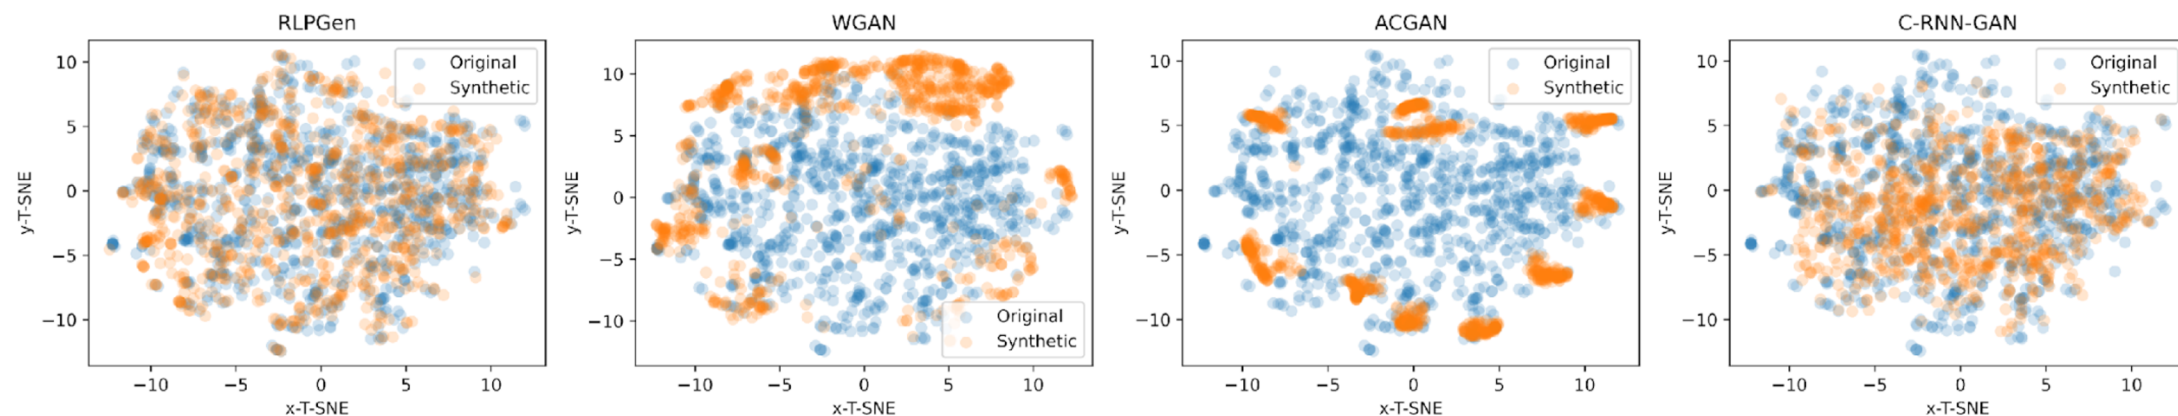 RLPGen
10
5
0
−5
−10
y-T-SNE
−10
−5
0
5
10
x-T-SNE
Original
Synthetic
WGAN
10
5
0
−5
−10
y-T-SNE
−10
−5
0
5
10
x-T-SNE
Original
Synthetic
ACGAN
10
5
0
−5
−10
y-T-SNE
−10
−5
0
5
10
x-T-SNE
Original
Synthetic
C-RNN-GAN
10
5
0
−5
−10
y-T-SNE
−10
−5
0
5
10
x-T-SNE
Original
Synthetic